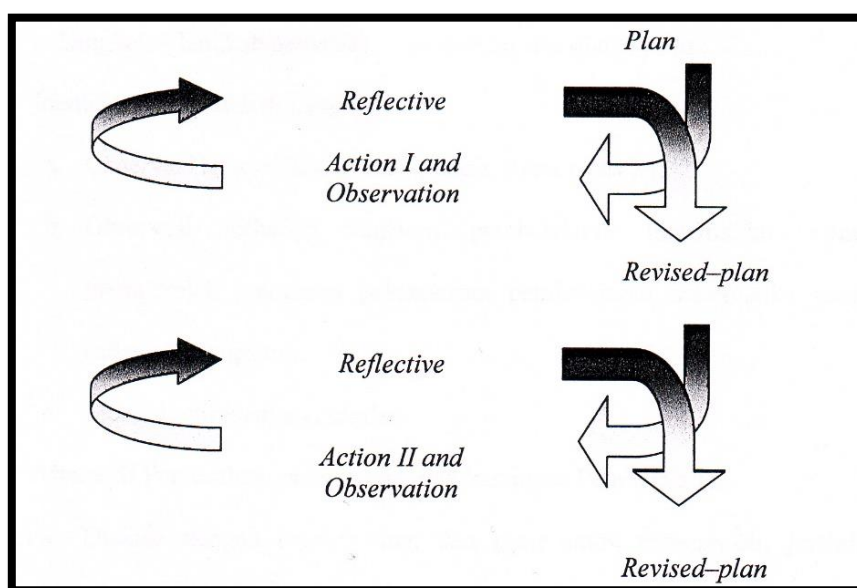 Plan
Reflective
Action I and
Observation
Revised–plan
Reflective
Action II and
Observation
Revised–plan